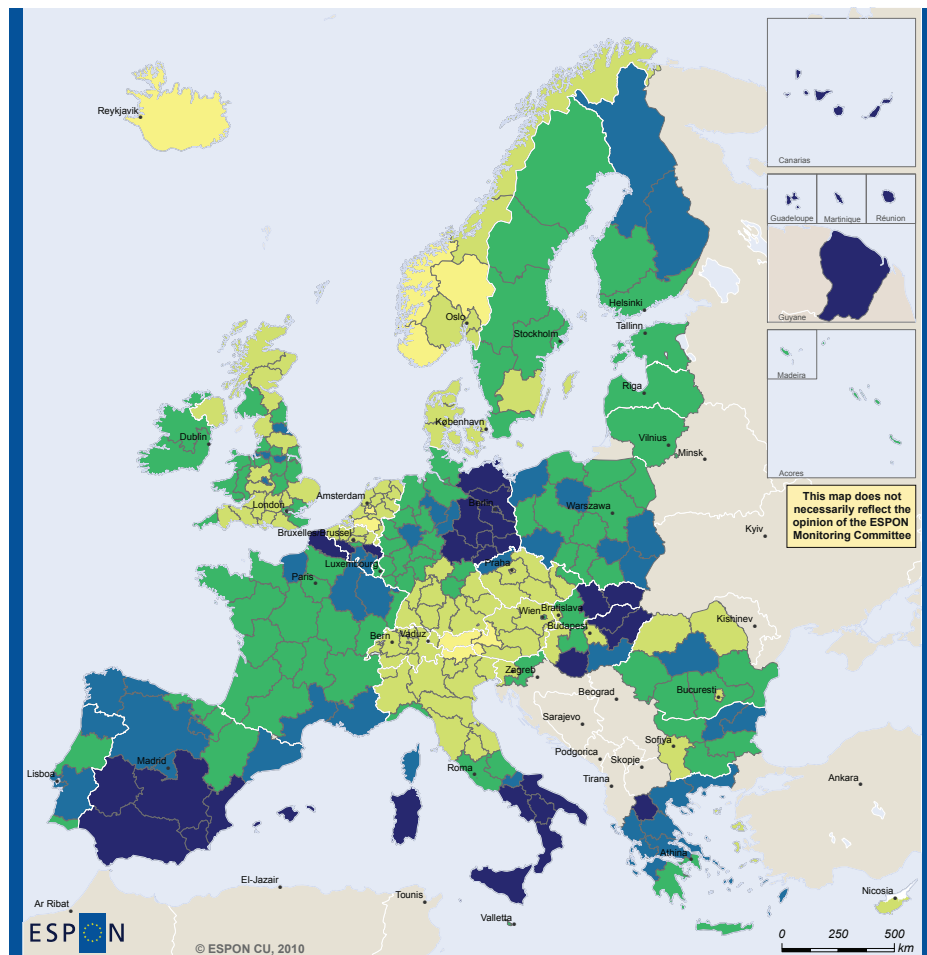 Reykjavik
Canarias
Guadeloupe
Martinique
Réunion
Guyane
Madeira
Acores
This map does not
necessarily reflect the
opinion of the ESPON
Monitoring Committee
Oslo
Helsinki
Tallinn
Stockholm
Riga
København
Vilnius
Minsk
Dublin
London
Amsterdam
Berlin
Warszawa
Kyiv
Bruxelles/Brussel
Luxembourg
Praha
Paris
Wien
Bratislava
Budapest
Kishinev
Bern
Vaduz
Zagreb
Beograd
Bucuresti
Sarajevo
Sofiya
Podgorica
Skopje
Roma
Tirana
Ankara
Madrid
Lisboa
Athina
El-Jazair
Tounis
Nicosia
Ar Ribat
Valletta
ESPON
© ESPON CU, 2010
0 250 500
km